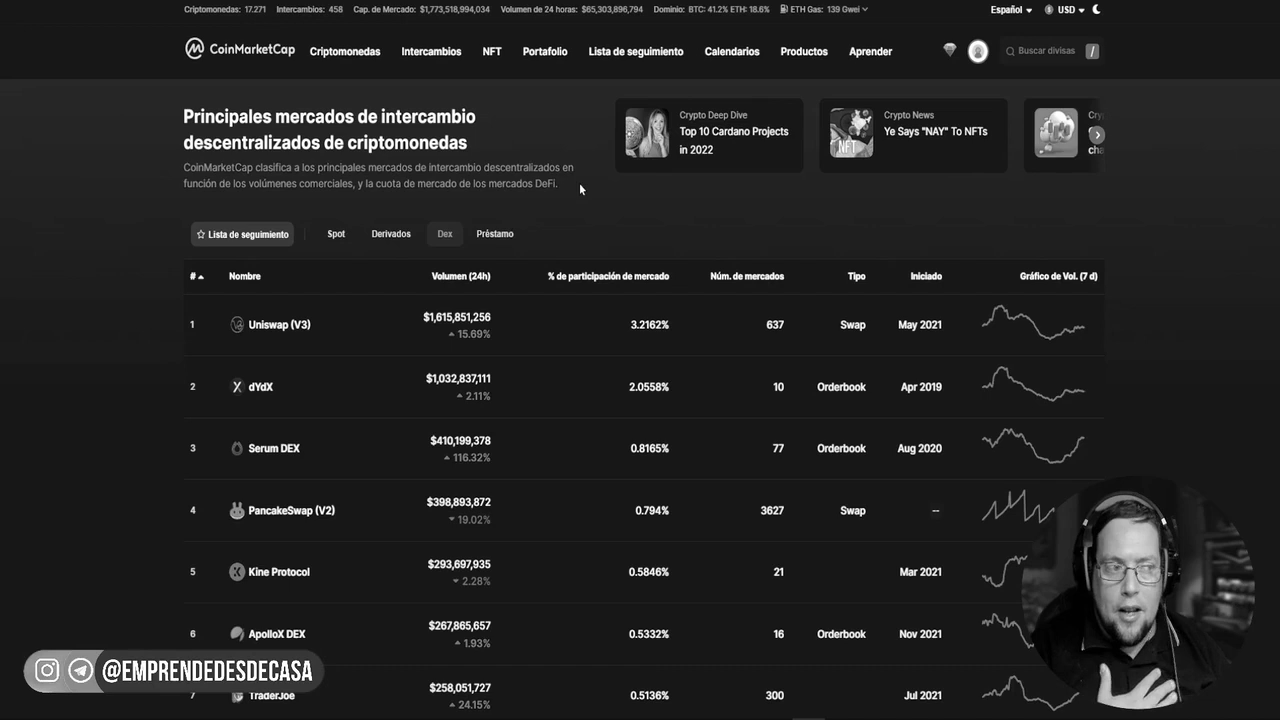 Criptomonedas: 17.271 Intercambios: 458 Cap. de Mercado: $1,773,518,994,034 Volumen de 24 horas: $65,303,896,794 Dominio: BTC: 41.2% ETH: 18.6% ETH Gas: 139 Gwei Español USD
CoinMarketCap Criptomonedas Intercambios NFT Portafolio Lista de seguimiento Calendarios Productos Aprender Buscar divisas /
Principales mercados de intercambio
descentralizados de criptomonedas
CoinMarketCap clasifica a los principales mercados de intercambio descentralizados en
función de los volúmenes comerciales, y la cuota de mercado de los mercados DeFi.
Crypto Deep Dive
Top 10 Cardano Projects
in 2022
NFT
Crypto News
Ye Says "NAY" To NFTs
Cry
cha
Lista de seguimiento Spot Derivados Dex Préstamo
# Nombre Volumen (24h) % de participación de mercado Núm. de mercados Tipo Iniciado Gráfico de Vol. (7 d)
1 Uniswap (V3) $1,615,851,256 3.2162% 637 Swap May 2021
15.69%
2 dYdX $1,032,837,111 2.0558% 10 Orderbook Apr 2019
2.11%
3 Serum DEX $410,199,378 0.8165% 77 Orderbook Aug 2020
116.32%
4 PancakeSwap (V2) $398,893,872 0.794% 3627 Swap --
19.02%
5 Kine Protocol $293,697,935 0.5846% 21 Mar 2021
2.28%
6 ApolloX DEX $267,865,657 0.5332% 16 Orderbook Nov 2021
1.93%
7 TraderJoe $258,051,727 0.5136% 300 Jul 2021
24.15%
@EMPRENDEDESDECASA